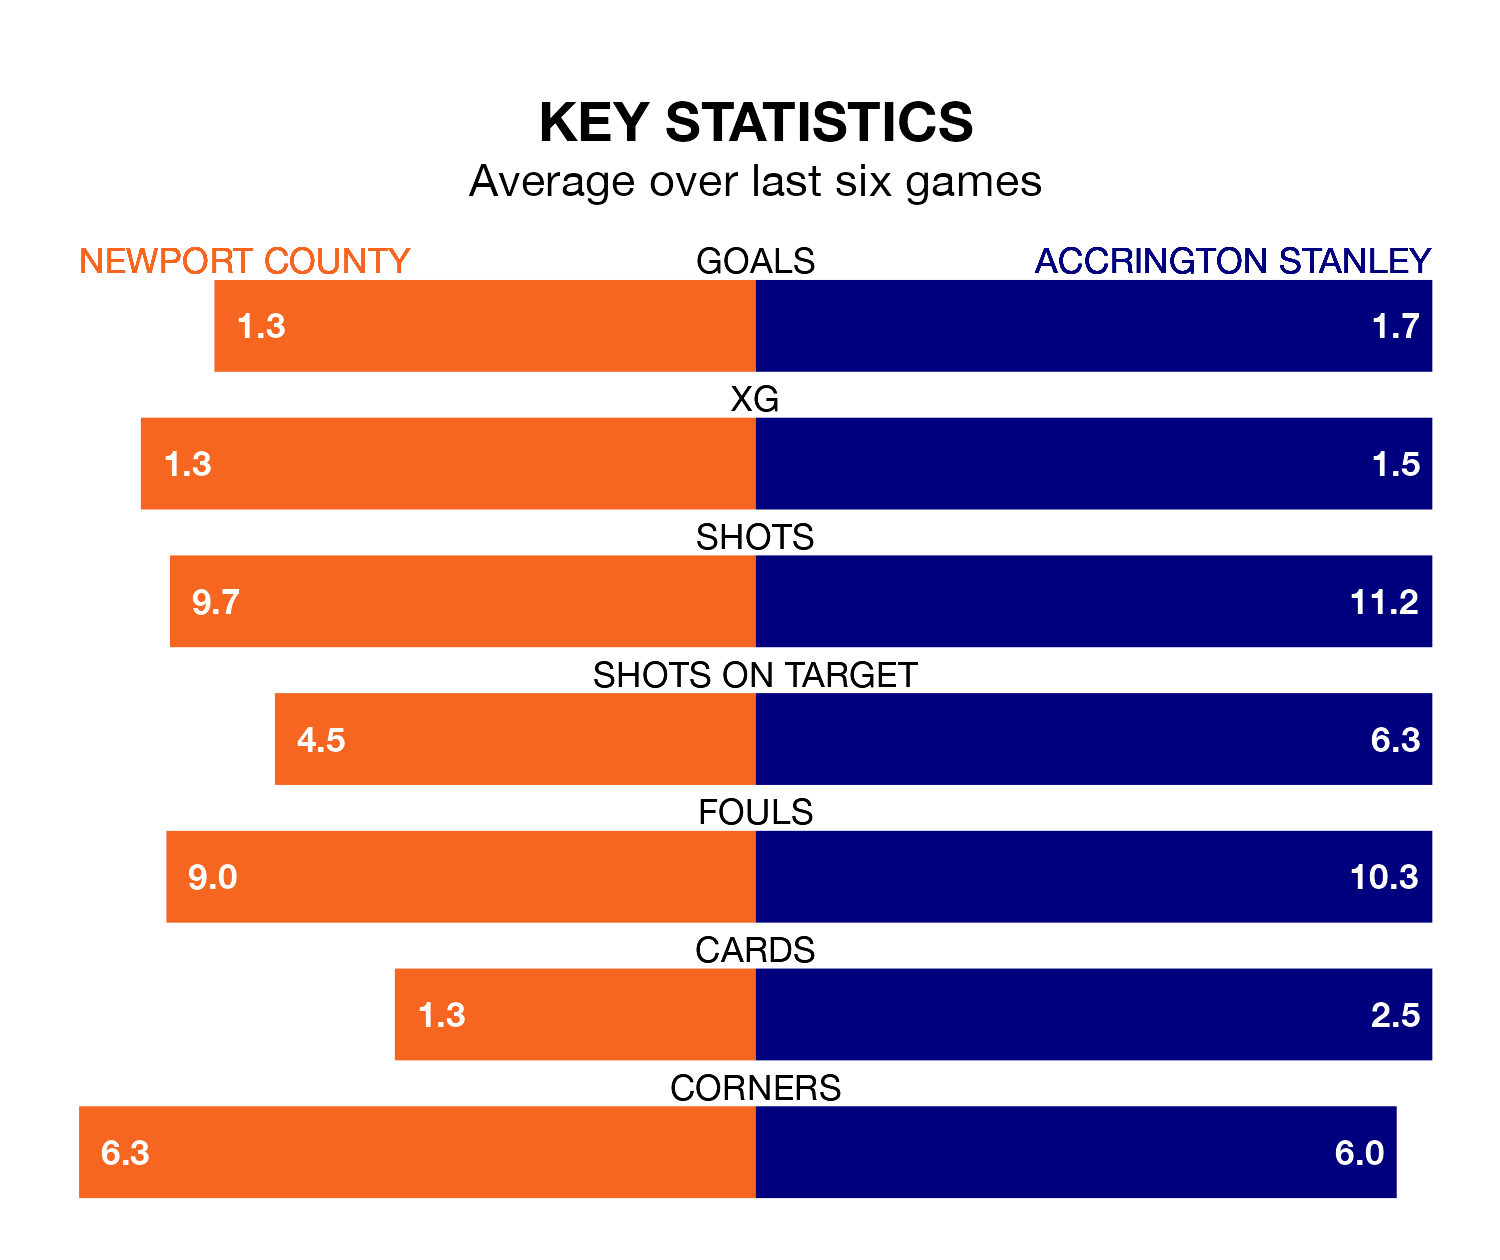 KEY STATISTICS
Average over last six games
NEWPORT COUNTY GOALS ACCRINGTON STANLEY
1.3 1.7
XG
1.3 1.5
SHOTS
9.7 11.2
SHOTS ON TARGET
4.5 6.3
FOULS
9.0 10.3
CARDS
1.3 2.5
CORNERS
6.3 6.0